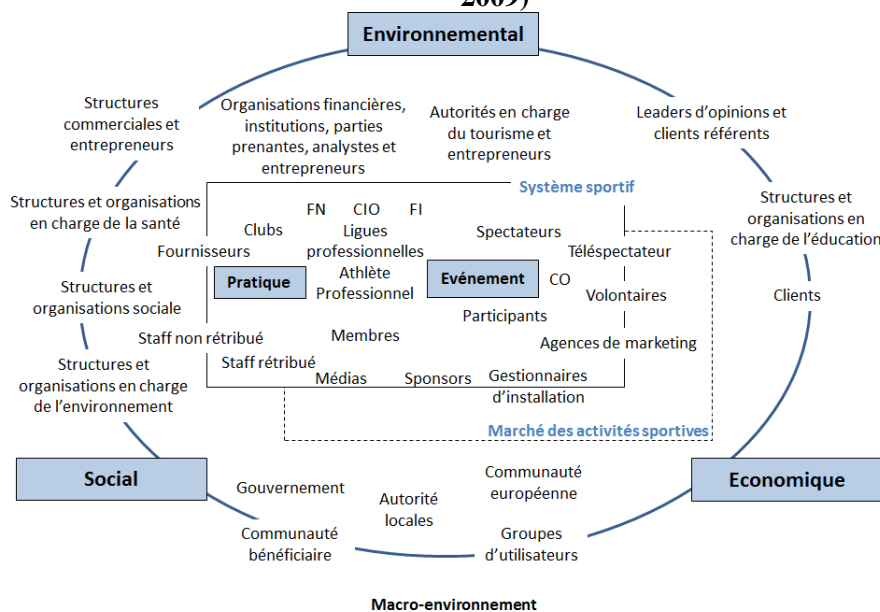 2009)
Environnemental
Structures
commerciales et
entrepreneurs
Organisations financières,
institutions, parties
prenantes, analystes et
entrepreneurs
Autorités en charge
du tourisme et
entrepreneurs
Leaders d’opinions et
clients référents
Structures et organisations
en charge de la santé
Système sportif
Structures et
organisations en
charge de l’éducation
FN CIO FI
Clubs
Ligues
professionnelles
Spectateurs
Fournisseurs
Téléspectateur
Athlète
Professionnel
Pratique
Evénement
CO
Structures et
organisations sociale
Volontaires
Clients
Participants
Staff non rétribué
Membres
Agences de marketing
Structures et
organisations en charge
de l’environnement
Staff rétribué
Médias
Sponsors
Gestionnaires
d’installation
Marché des activités sportives
Social
Economique
Gouvernement
Autorité
locales
Communauté
européenne
Communauté
bénéficiaire
Groupes
d’utilisateurs
Macro-environnement